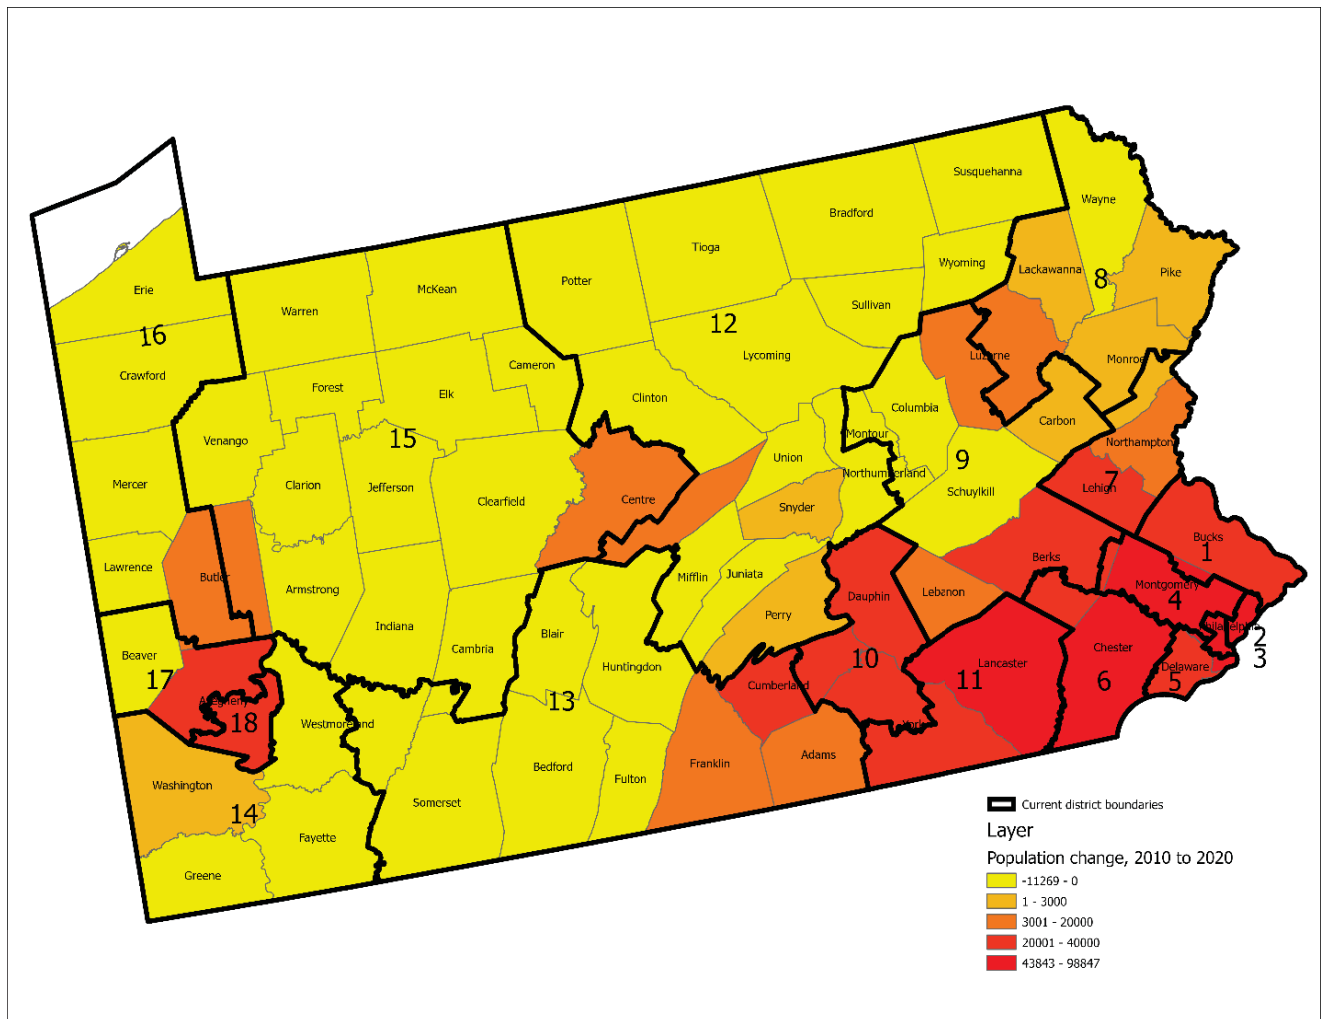 Susquehanna
Wayne
Bradford
Tioga
Wyoming
Lackawanna
Pike
8
Potter
McKean
Erie
Warren
Sullivan
12
16
Lycoming
Luzerne
Monroe
Cameron
Crawford
Forest
Elk
Clinton
Columbia
Carbon
Montour
Venango
15
Northampton
Union
9
Northumberland
Mercer
Clarion
Jefferson
Clearfield
Centre
Snyder
Schuylkill
7
Lehigh
Bucks
1
Lawrence
Butler
Armstrong
Mifflin
Juniata
Berks
Montgomery
4
Dauphin
Lebanon
Perry
Indiana
Philadelphia
2
3
Beaver
Blair
Cambria
Huntingdon
10
Lancaster
Chester
Delaware
5
17
Allegheny
18
Cumberland
11
6
13
Westmoreland
York
Washington
Bedford
Fulton
Franklin
Adams
Somerset
14
Fayette
Greene
Current district boundaries
Layer
Population change, 2010 to 2020
-11269 - 0
1 - 3000
3001 - 20000
20001 - 40000
43843 - 98847